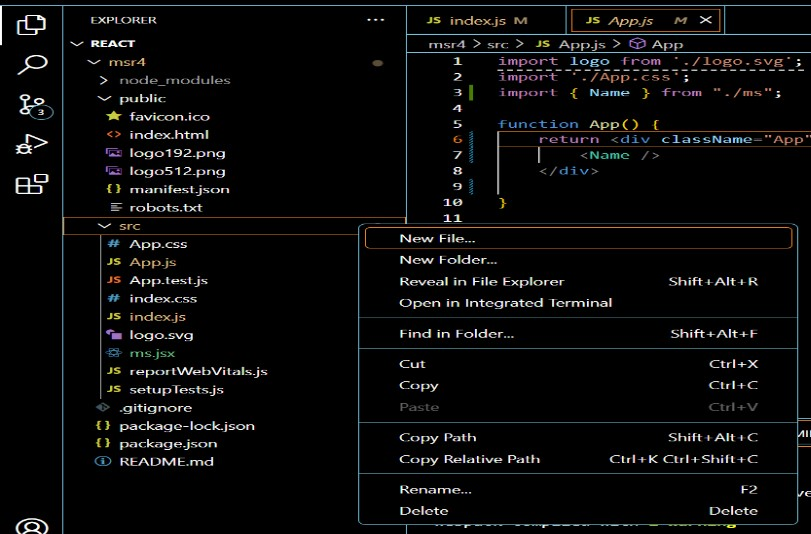 EXPLORER
...
REACT
msr4
node_modules
public
favicon.ico
<> index.html
logo192.png
logo512.png
{} manifest.json
robots.txt
src
# App.css
JS App.js
JS App.test.js
# index.css
JS index.js
logo.svg
ms.jsx
JS reportWebVitals.js
JS setupTests.js
.gitignore
{} package-lock.json
{} package.json
README.md
3
JS index.js M
JS App.js M
msr4 > src > JS App.js > App
1 import logo from './logo.svg';
2 import './App.css';
3 import { Name } from "./ms";
4
5 function App() {
6 return <div className="App"
7 <Name />
8 </div>
9
10 }
11
New File...
New Folder...
Reveal in File Explorer Shift+Alt+R
Open in Integrated Terminal
Find in Folder... Shift+Alt+F
Cut Ctrl+X
Copy Ctrl+C
Paste Ctrl+V
Copy Path Shift+Alt+C
Copy Relative Path Ctrl+K Ctrl+Shift+C
Rename... F2
Delete Delete